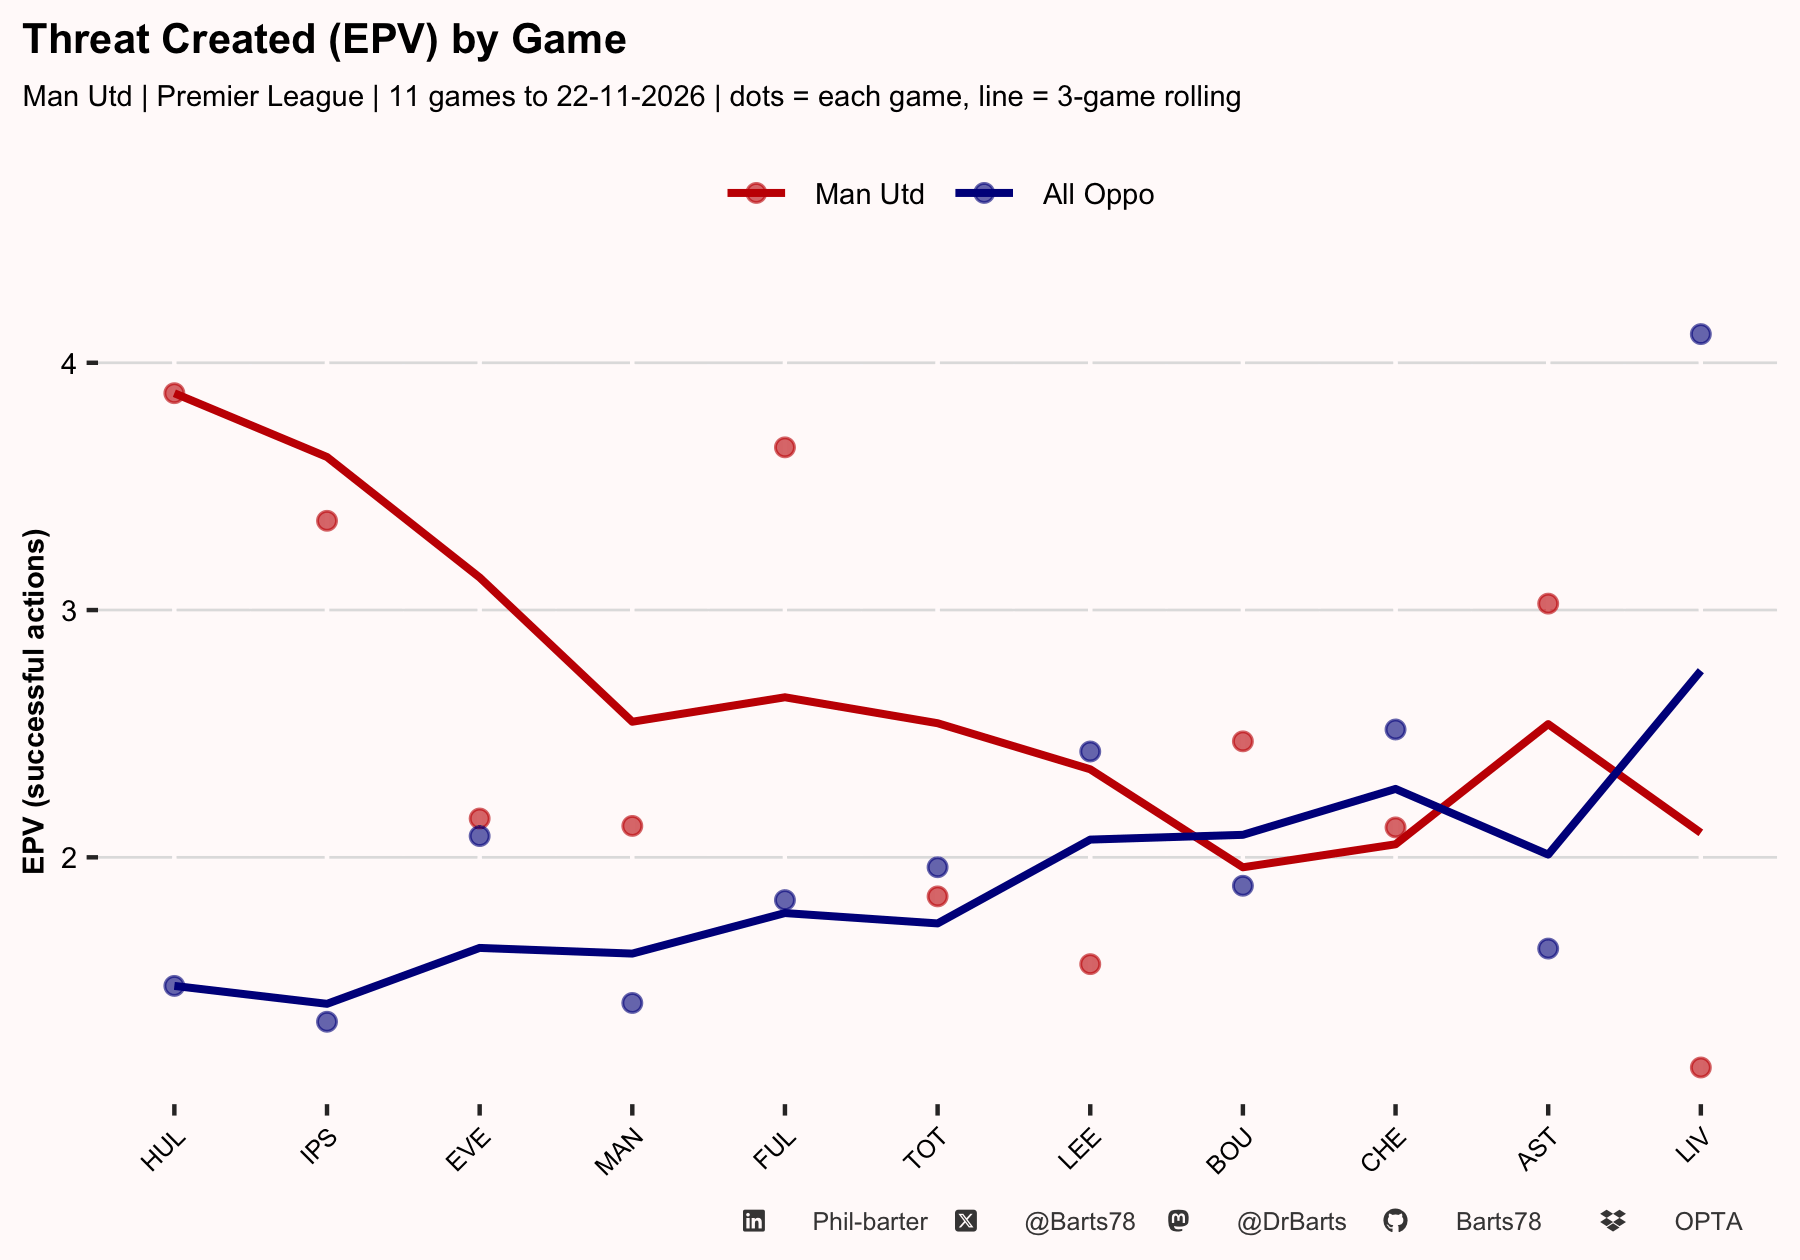 Threat Created (EPV) by Game
Man Utd | Premier League | 11 games to 22-11-2026 | dots = each game, line = 3-game rolling
Man Utd All Oppo
EPV (successful actions)
4
3
2
HUL IPS EVE MAN FUL TOT LEE BOU CHE AST LIV
Phil-barter @Barts78 @DrBarts Barts78 OPTA